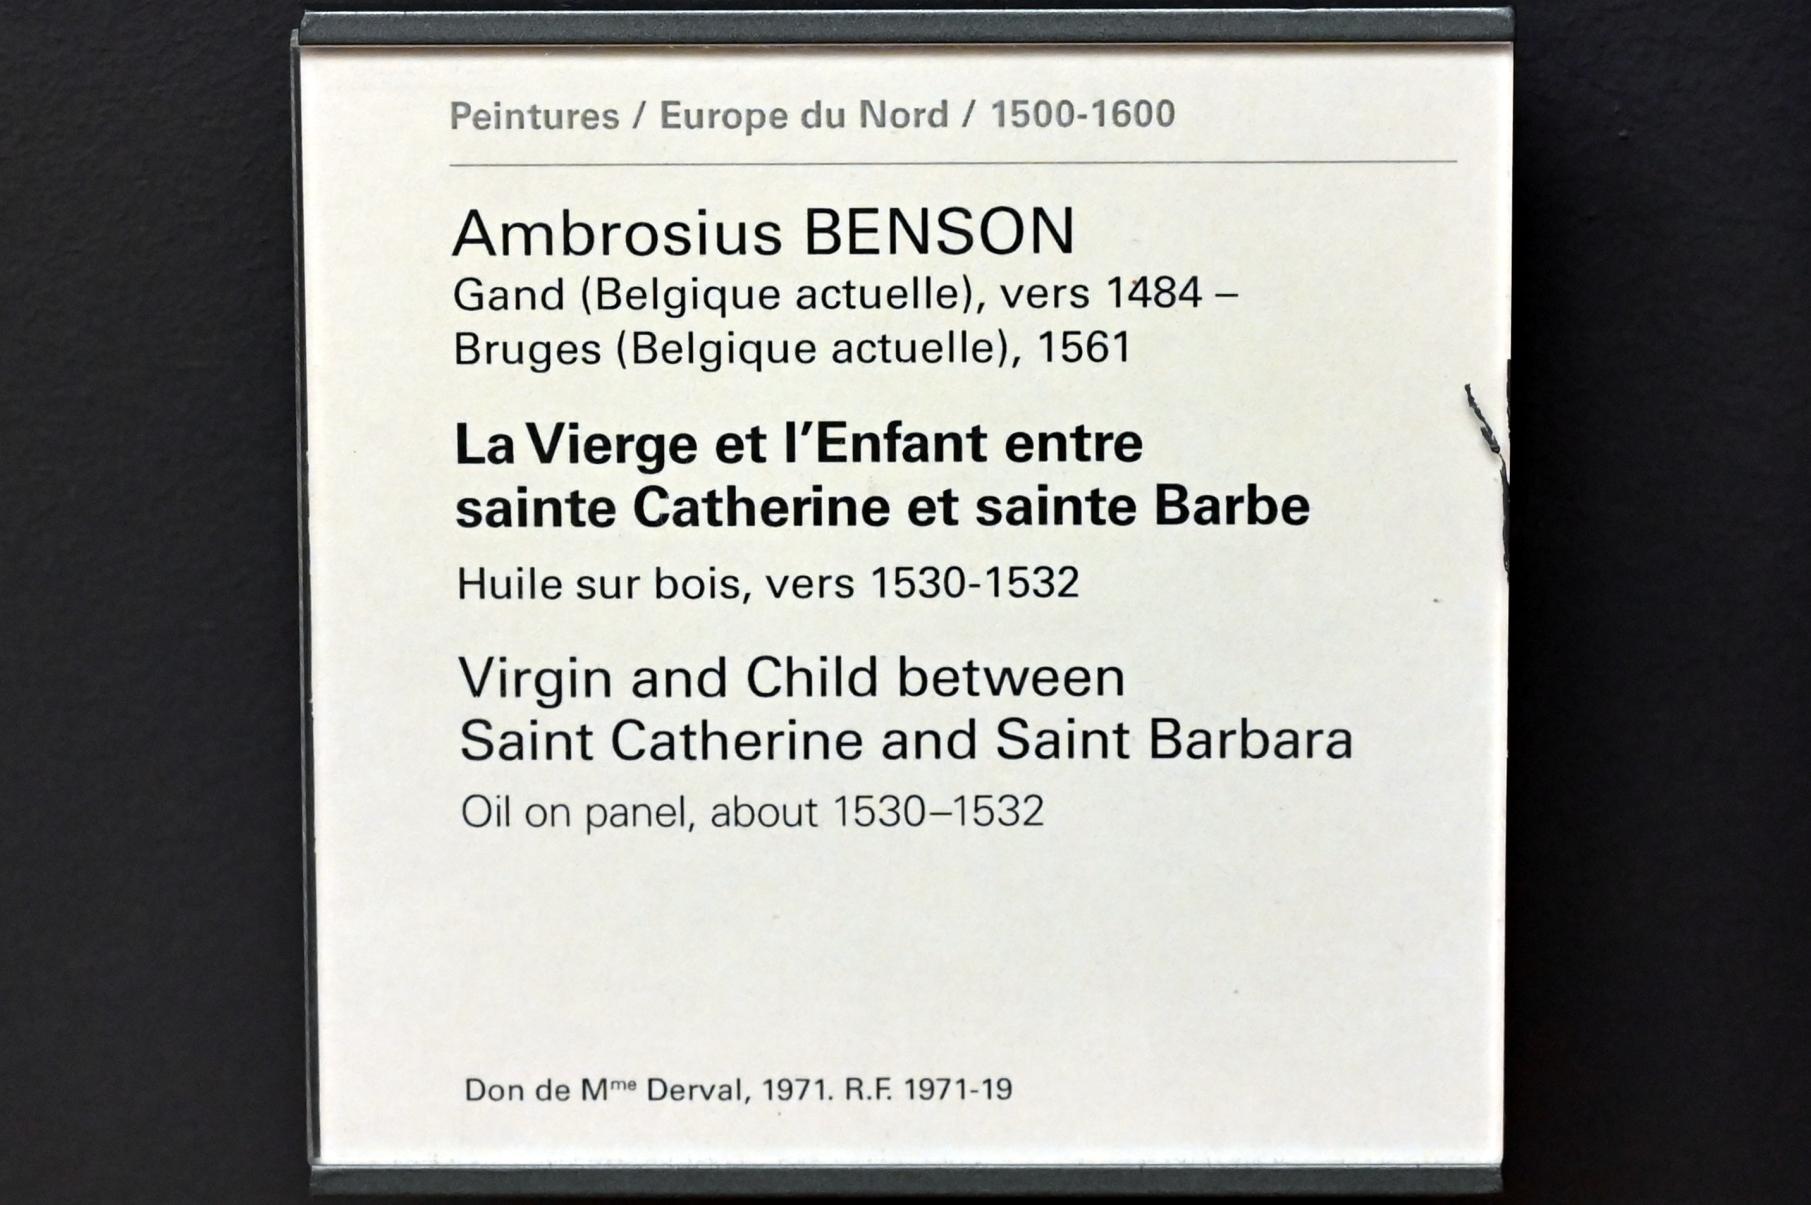 Peintures / Europe du Nord / 1500-1600
Ambrosius BENSON
Gand (Belgique actuelle), vers 1484 –
Bruges (Belgique actuelle), 1561
La Vierge et l’Enfant entre
sainte Catherine et sainte Barbe
Huile sur bois, vers 1530-1532
Virgin and Child between
Saint Catherine and Saint Barbara
Oil on panel, about 1530–1532
Don de Mᵐᵉ Derval, 1971. R.F. 1971-19